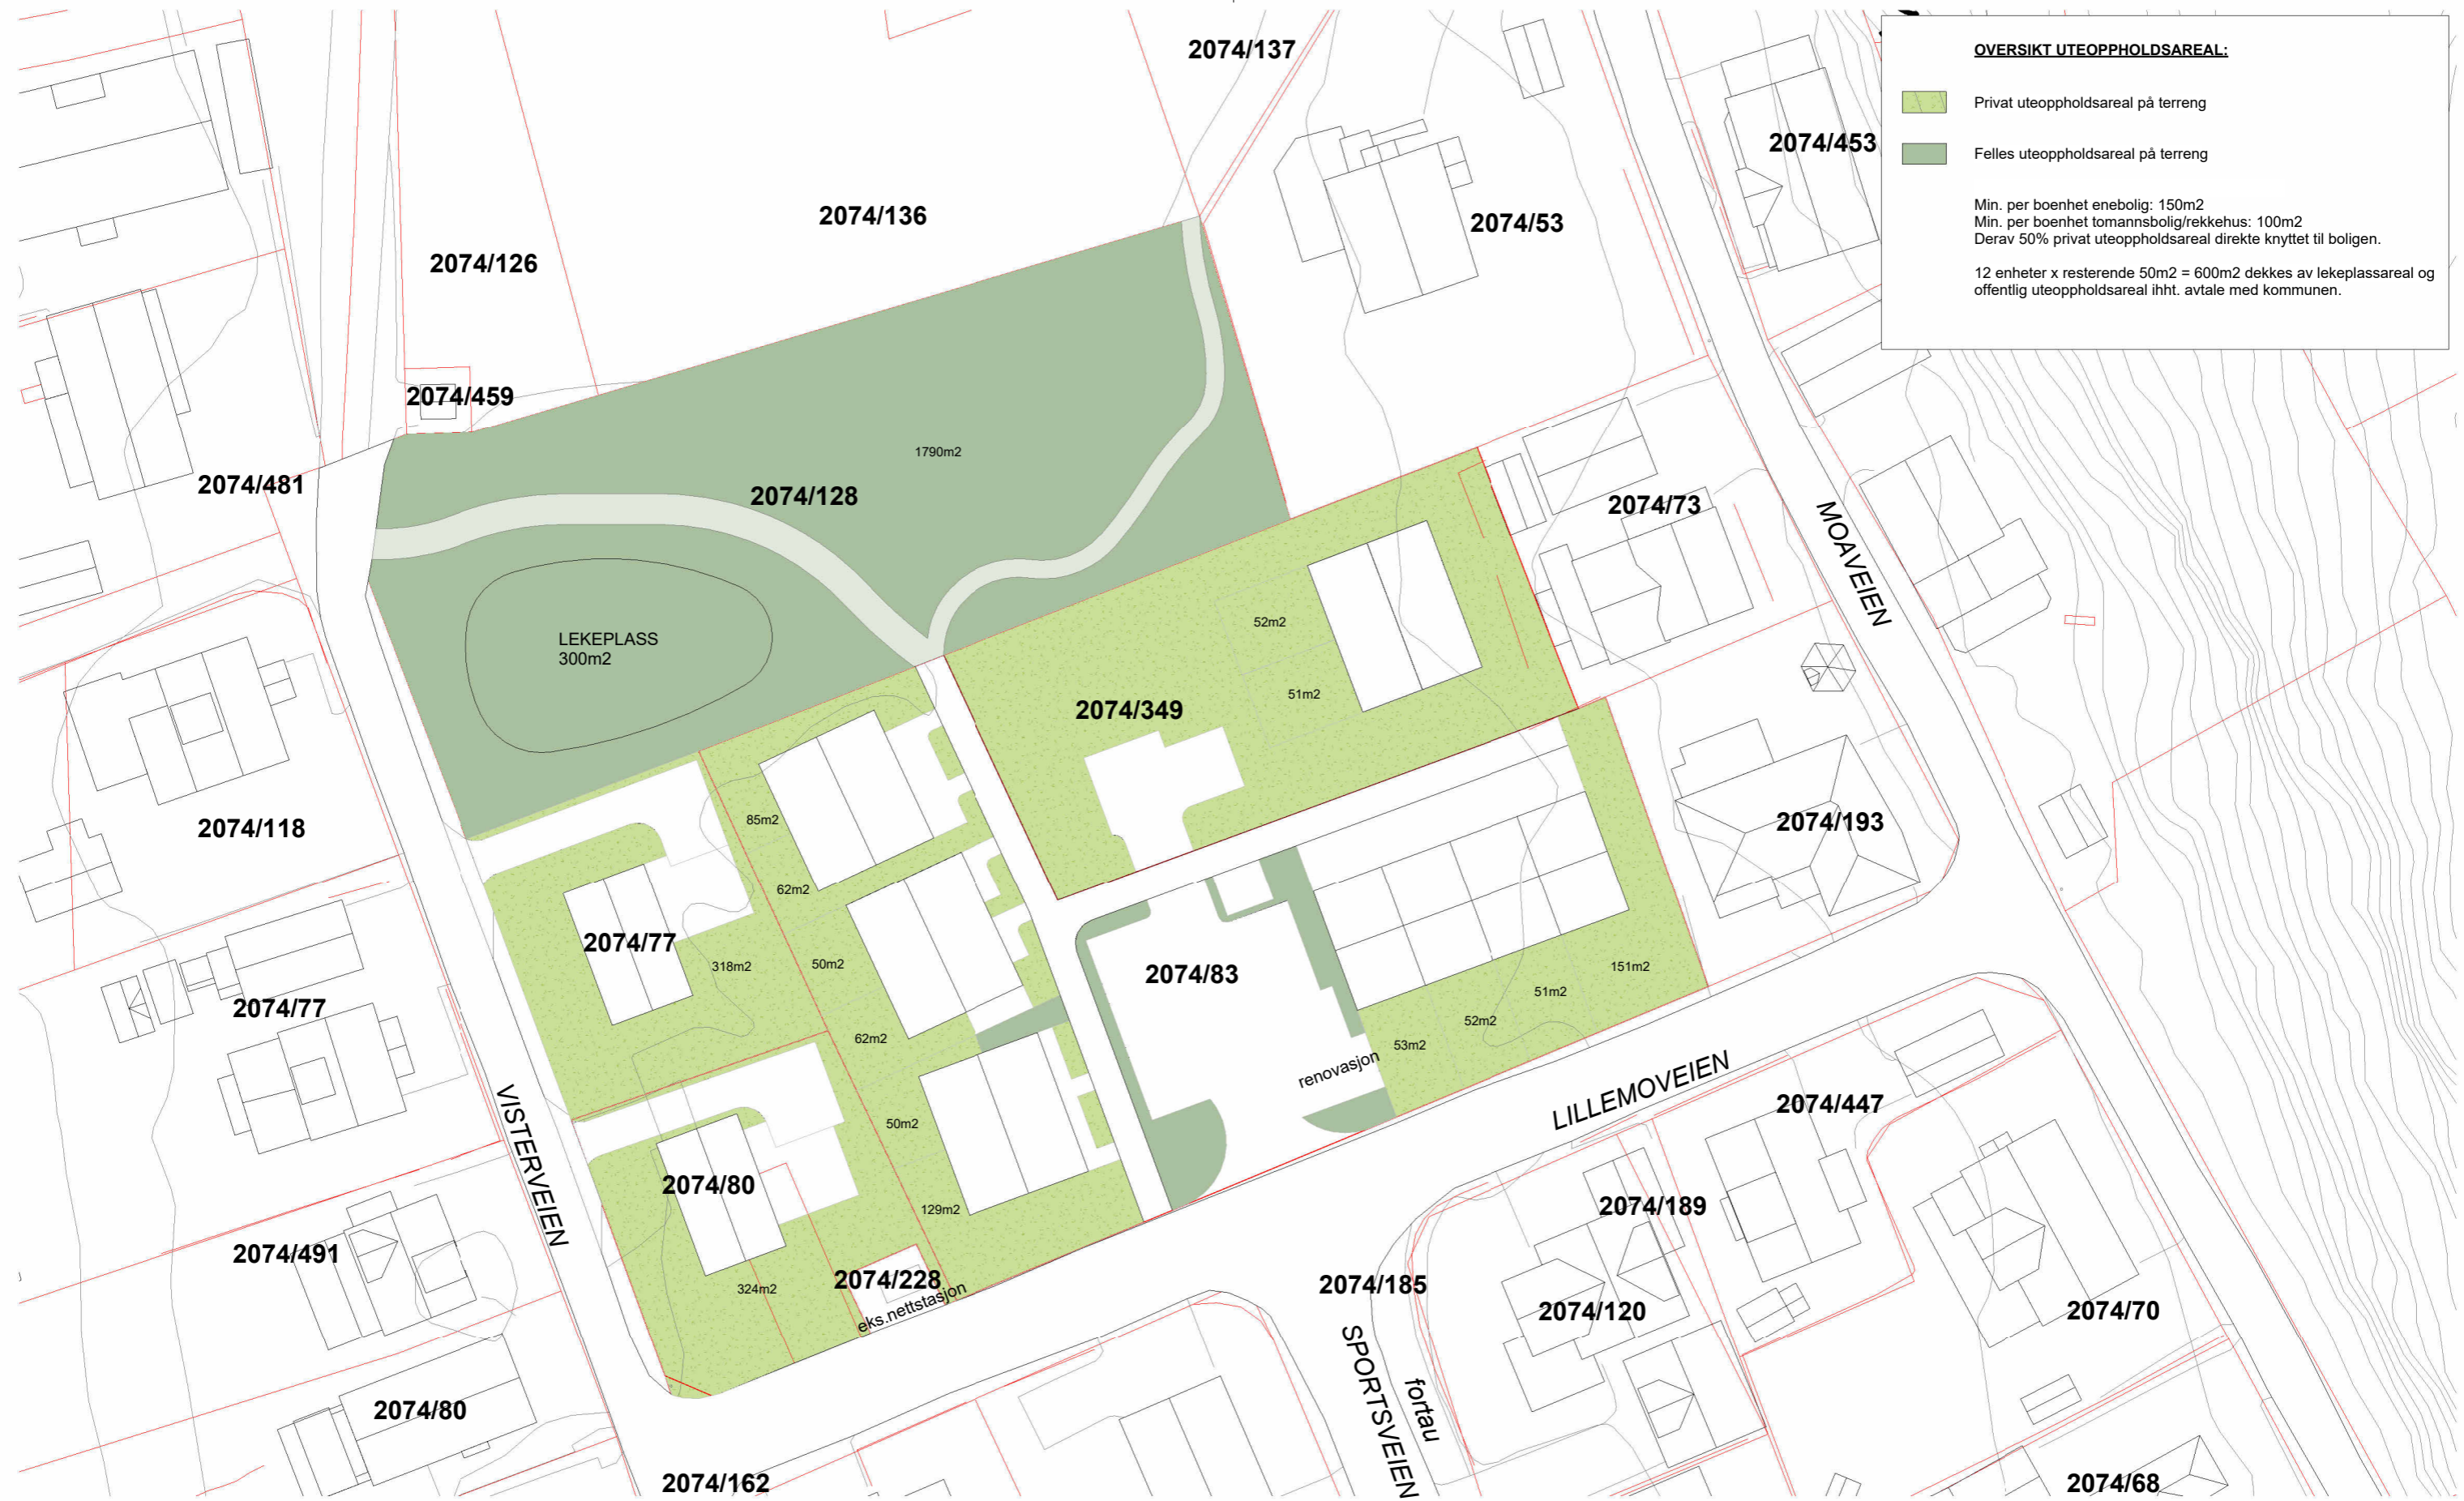 2074/137
OVERSIKT UTEOPPHOLDSAREAL:
Privat uteoppholdsareal på terreng
Felles uteoppholdsareal på terreng
Min. per boenhet enebolig: 150m2
Min. per boenhet tomannsbolig/rekkehus: 100m2
Derav 50% privat uteoppholdsareal direkte knyttet til boligen.
12 enheter x resterende 50m2 = 600m2 dekkes av lekeplassareal og
offentlig uteoppholdsareal ihht. avtale med kommunen.
2074/453
2074/136
2074/53
2074/126
2074/459
1790m2
2074/481
2074/128
2074/73
MOAVEIEN
LEKEPLASS
300m2
52m2
51m2
2074/349
85m2
2074/118
2074/193
62m2
2074/77
318m2
50m2
2074/83
151m2
51m2
2074/77
52m2
62m2
53m2
renovasjon
LILLEMOVEIEN
2074/447
VISTERVEIEN
50m2
2074/80
129m2
2074/189
2074/491
2074/228
324m2
eks.nettstasjon
2074/185
2074/120
2074/70
SPORTSVEIEN
fortau
2074/80
2074/162
2074/68